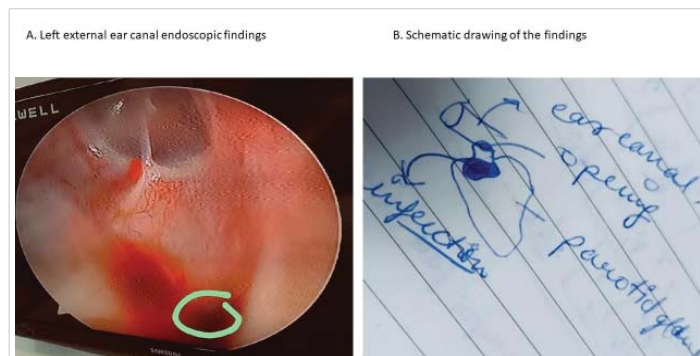 A. Left external ear canal endoscopic findings
B. Schematic drawing of the findings
WELL
SAMSUNG
ear canal
opening
infection
parotid gland